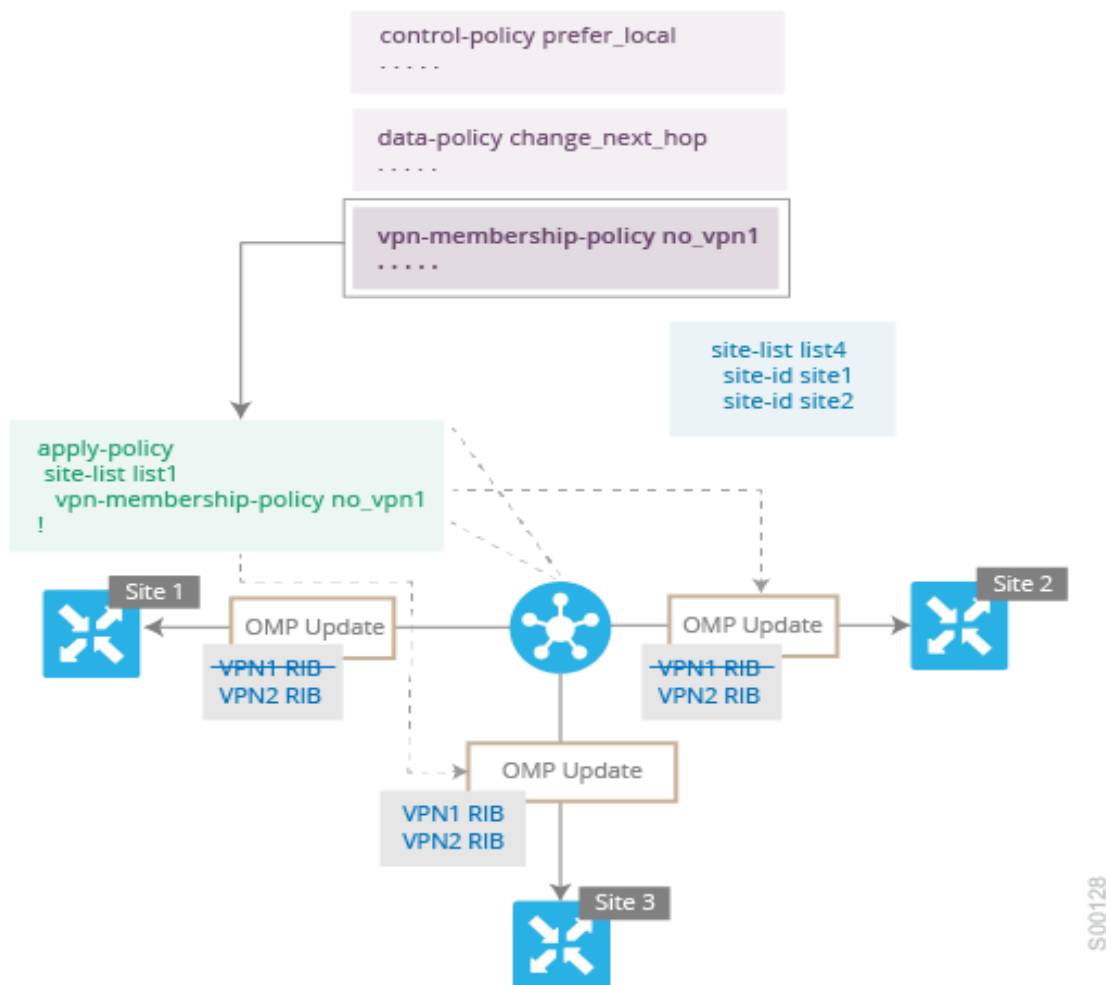 control-policy prefer_local
- - - - -
data-policy change_next_hop
- - - - -
vpn-membership-policy no_vpn1
. . . . .
site-list list4
site-id site1
site-id site2
apply-policy
site-list list1
vpn-membership-policy no_vpn1
!
Site 1
OMP Update
VPN1 RIB
VPN2 RIB
OMP Update
VPN1 RIB
VPN2 RIB
Site 2
OMP Update
VPN1 RIB
VPN2 RIB
Site 3
S00128